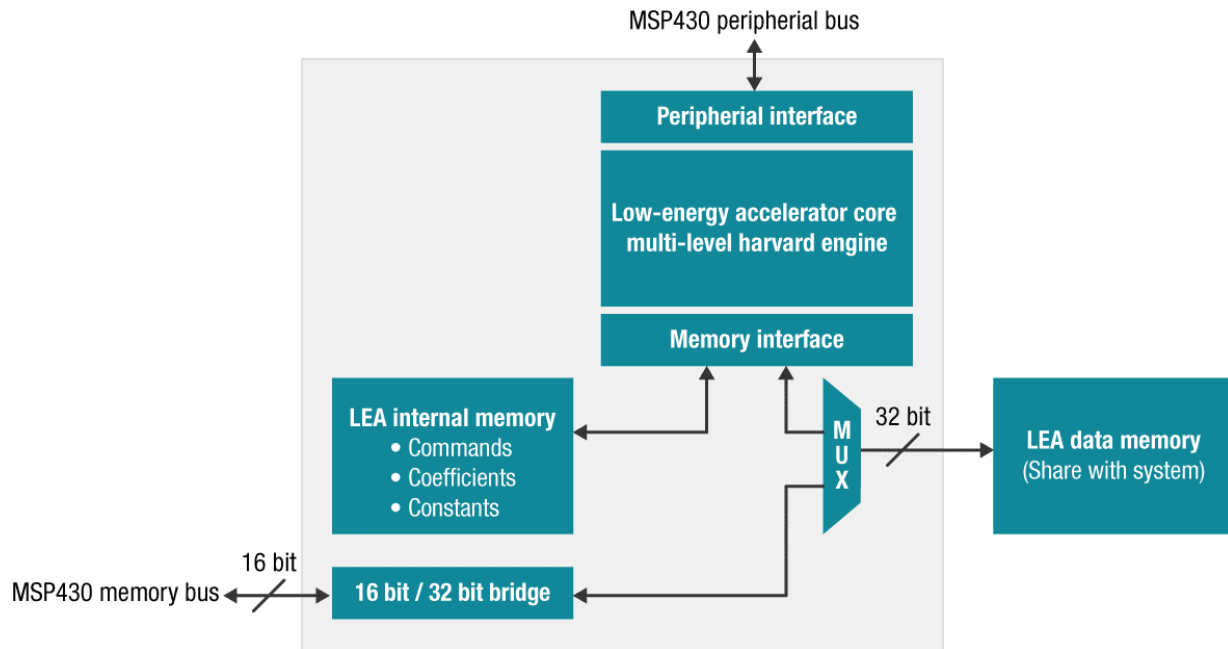 MSP430 peripherial bus
Peripherial interface
Low-energy accelerator core
multi-level harvard engine
Memory interface
LEA internal memory
• Commands
• Coefficients
• Constants
M
U
X
32 bit
LEA data memory
(Share with system)
16 bit
MSP430 memory bus
16 bit / 32 bit bridge